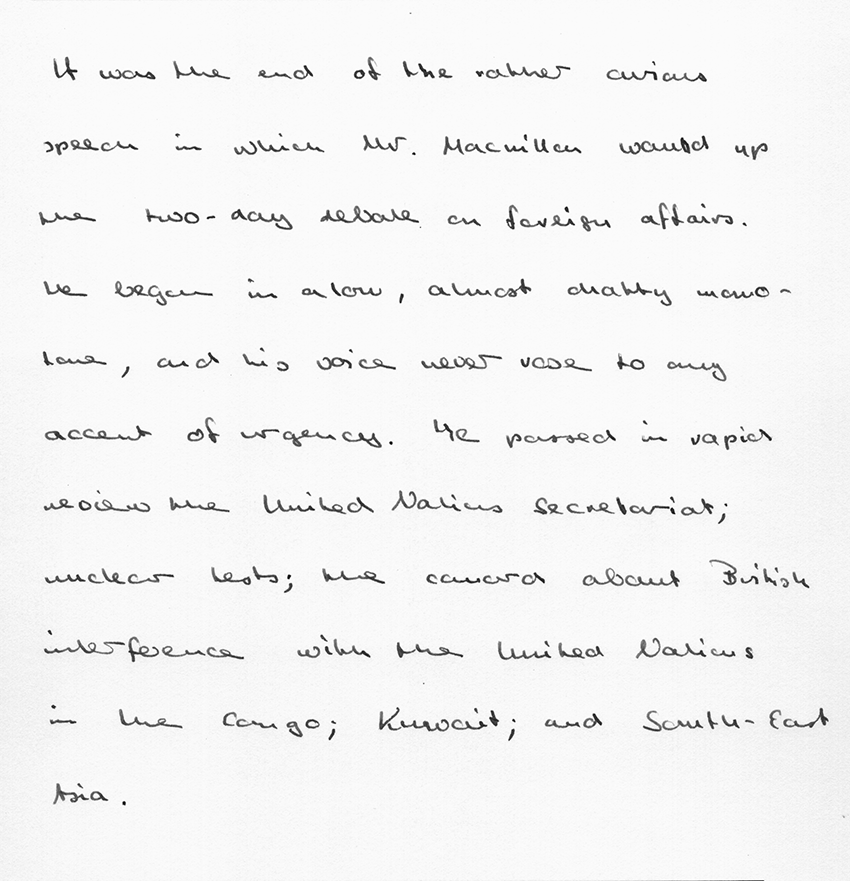 It was the end of the rather curious
speech in which Mr. Macmillan wound up
the two-day debate on foreign affairs.
He began in a low, almost chatty mono-
tone, and his voice never rose to any
accent of urgency. He passed in rapid
review the United Nations Secretariat;
nuclear tests; the canard about British
interference with the United Nations
in the Congo; Kuwait; and South-East
Asia.